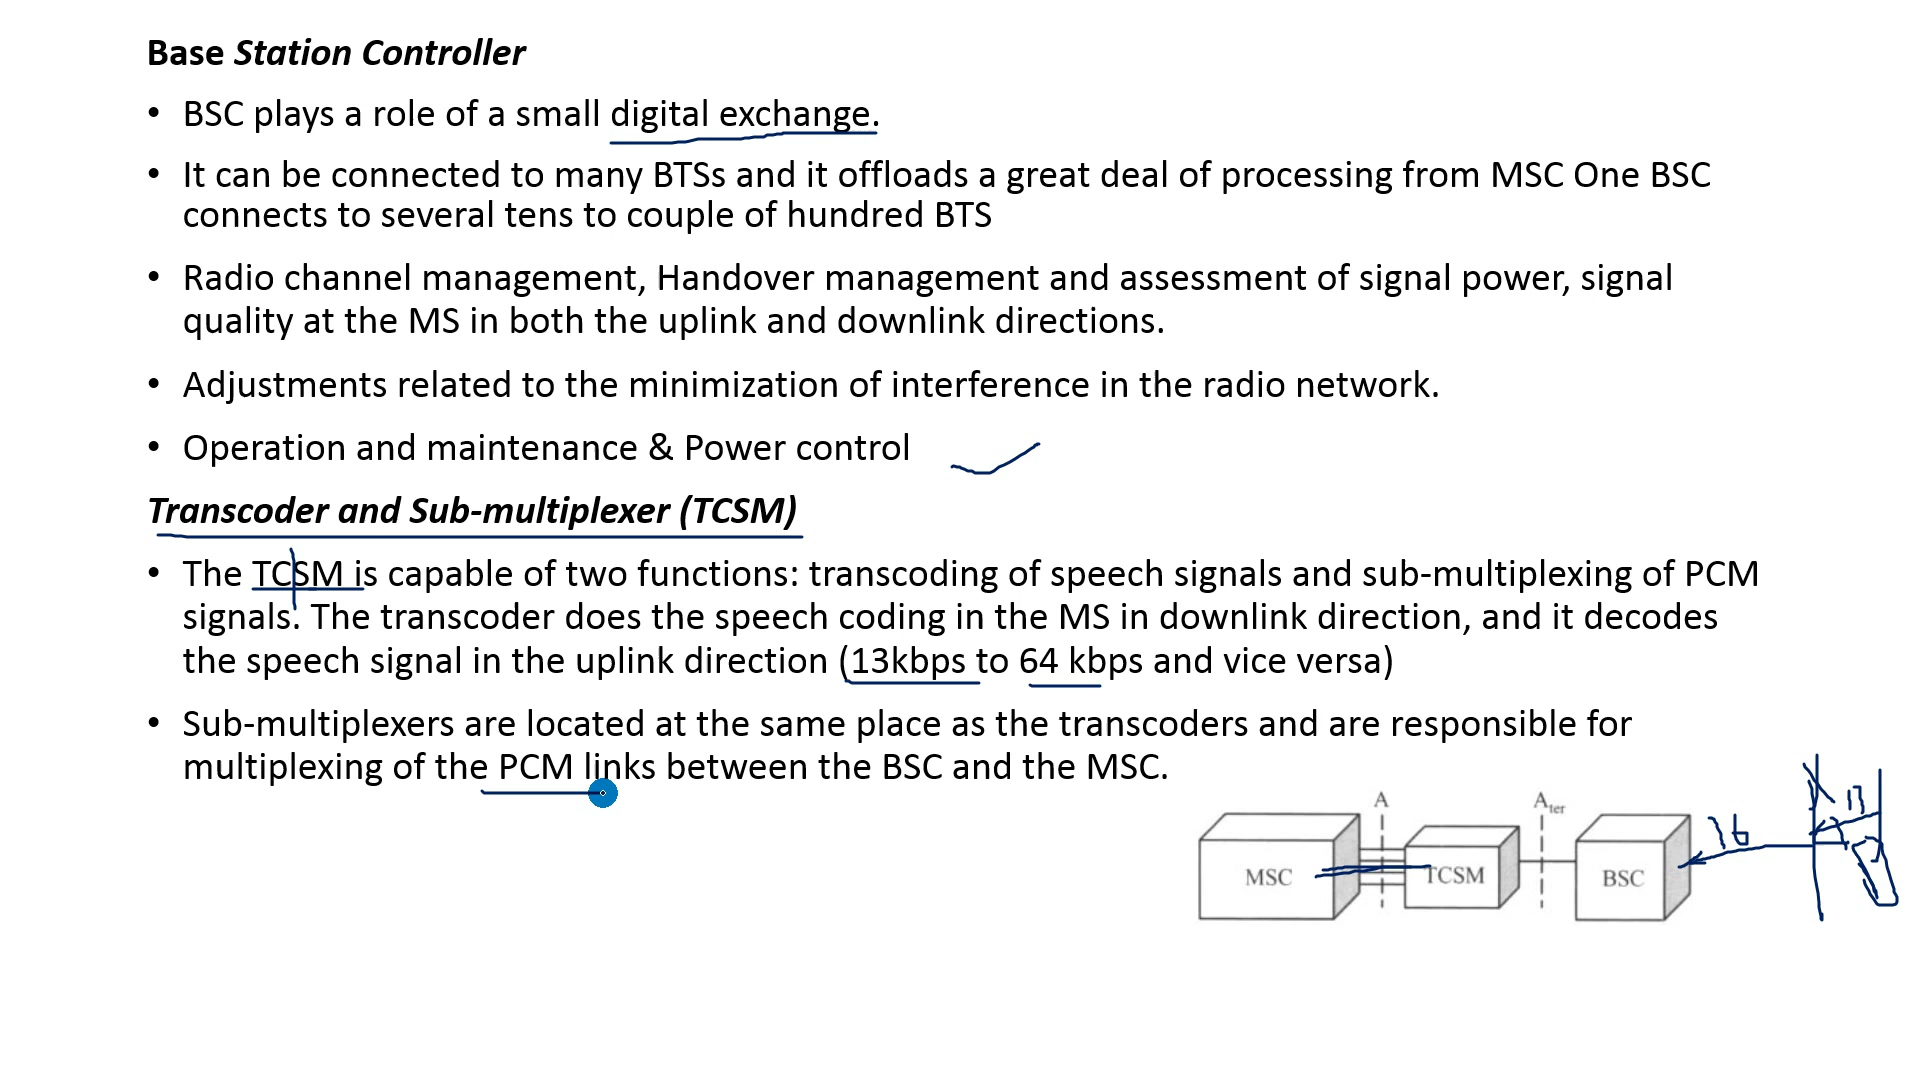 Base Station Controller
• BSC plays a role of a small digital exchange.
• It can be connected to many BTSs and it offloads a great deal of processing from MSC One BSC
connects to several tens to couple of hundred BTS
• Radio channel management, Handover management and assessment of signal power, signal
quality at the MS in both the uplink and downlink directions.
• Adjustments related to the minimization of interference in the radio network.
• Operation and maintenance & Power control
Transcoder and Sub-multiplexer (TCSM)
• The TCSM is capable of two functions: transcoding of speech signals and sub-multiplexing of PCM
signals. The transcoder does the speech coding in the MS in downlink direction, and it decodes
the speech signal in the uplink direction (13kbps to 64 kbps and vice versa)
• Sub-multiplexers are located at the same place as the transcoders and are responsible for
multiplexing of the PCM links between the BSC and the MSC.
A Ater
16
MSC TCSM BSC